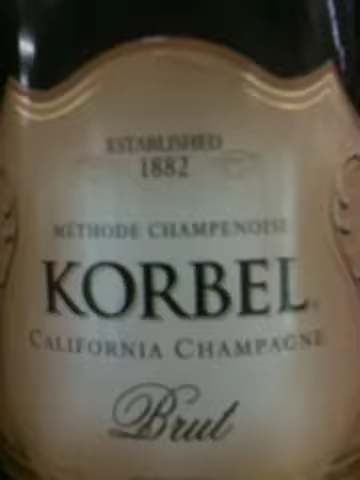 ESTABLISHED
1882
MÉTHODE CHAMPENOISE
KORBEL
CALIFORNIA CHAMPAGNE
Brut